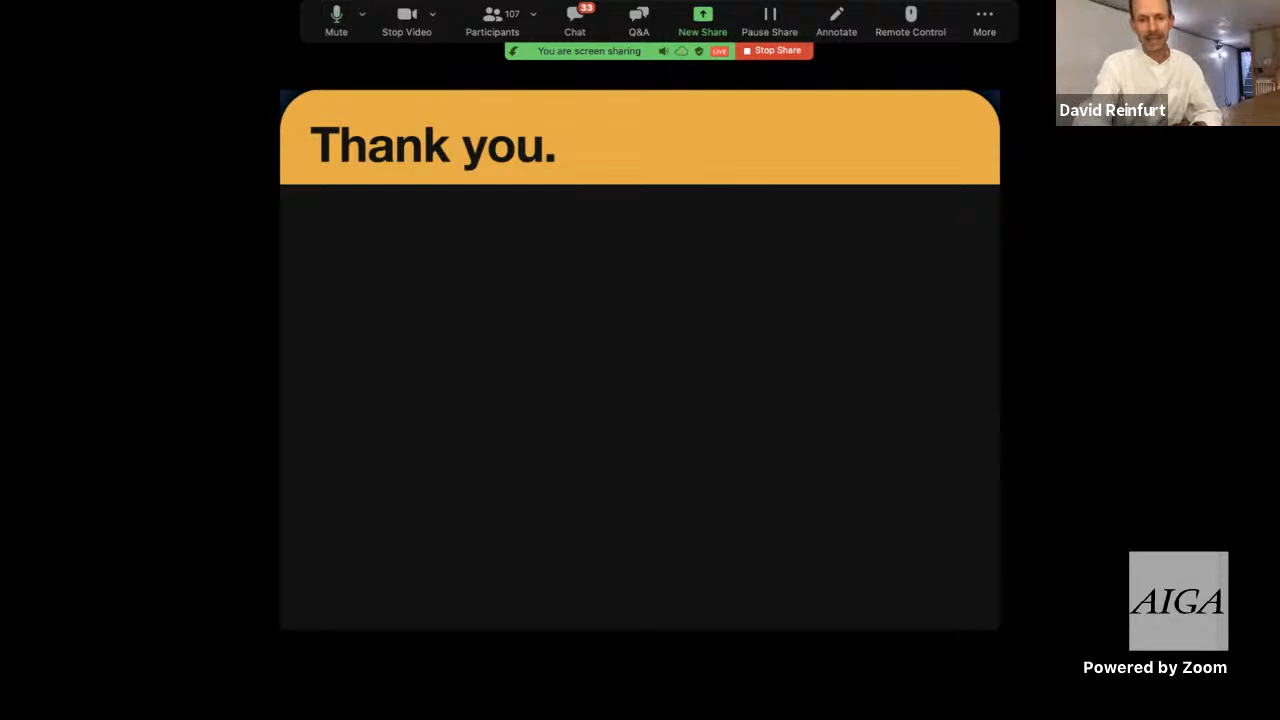 Mute
Stop Video
107
Participants
33
Chat
Q&A
New Share
Pause Share
Annotate
Remote Control
More
You are screen sharing
LIVE
Stop Share
David Reinfurt
Thank you.
AIGA
Powered by Zoom